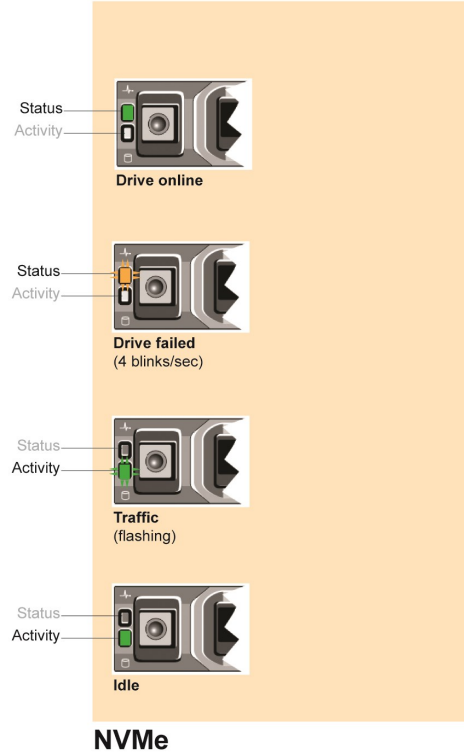 Status
Activity
Drive online
Status
Activity
Drive failed
(4 blinks/sec)
Status
Activity
Traffic
(flashing)
Status
Activity
Idle
NVMe